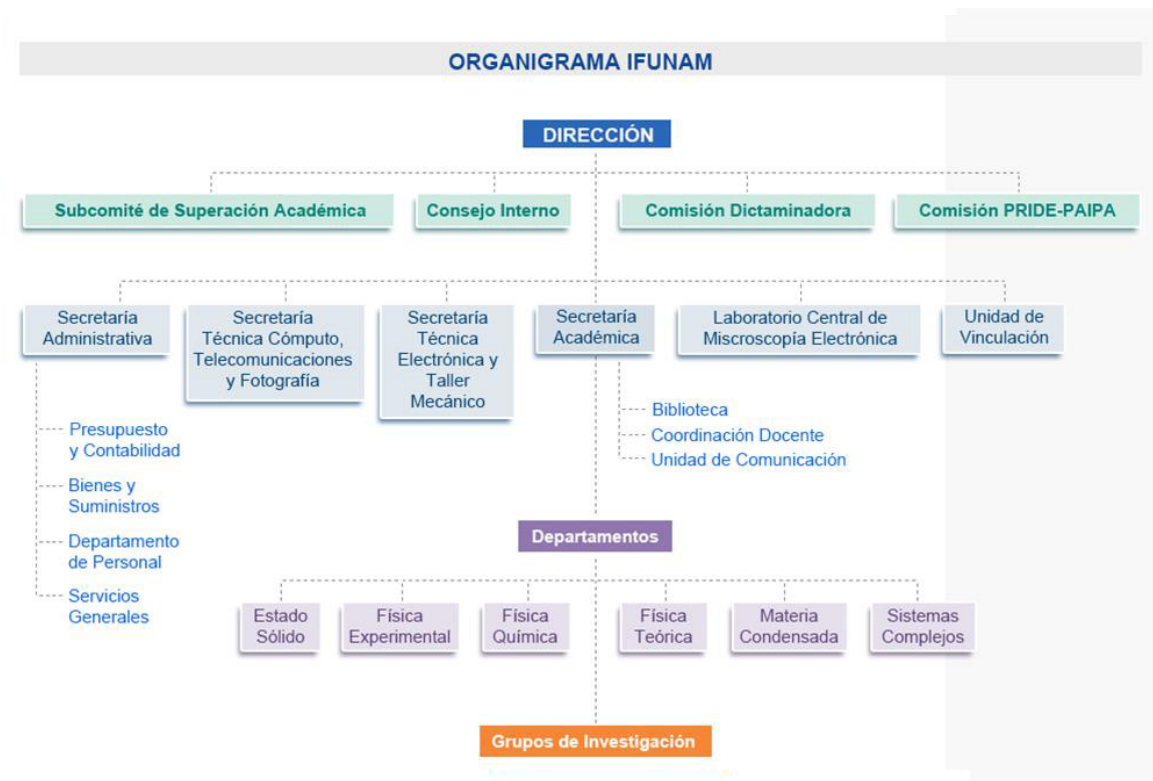 ORGANIGRAMA IFUNAM
DIRECCIÓN
Subcomité de Superación Académica
Consejo Interno
Comisión Dictaminadora
Comisión PRIDE-PAIPA
Secretaría
Administrativa
Secretaría
Técnica Cómputo,
Telecomunicaciones
y Fotografía
Secretaría
Técnica
Electrónica y
Taller
Mecánico
Secretaría
Académica
Laboratorio Central de
Miscroscopía Electrónica
Unidad de
Vinculación
Presupuesto
y Contabilidad
Bienes y
Suministros
Departamento
de Personal
Servicios
Generales
Biblioteca
Coordinación Docente
Unidad de Comunicación
Departamentos
Estado
Sólido
Física
Experimental
Física
Química
Física
Teórica
Materia
Condensada
Sistemas
Complejos
Grupos de Investigación